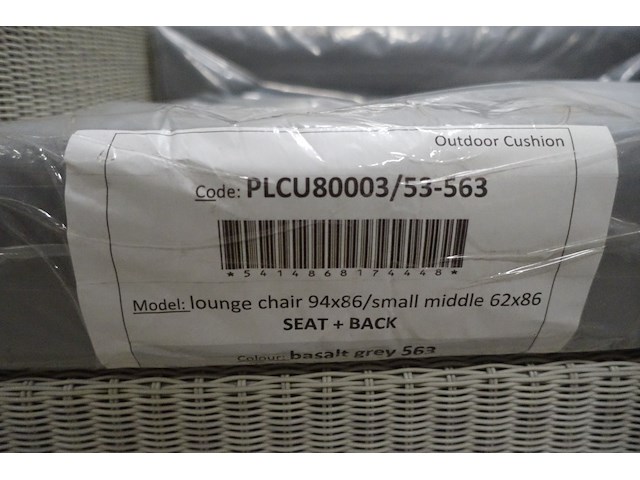 Outdoor Cushion
Code: PLCU80003/53-563
*5414868174448*
Model: lounge chair 94x86/small middle 62x86
SEAT + BACK
Colour: basalt grey 563